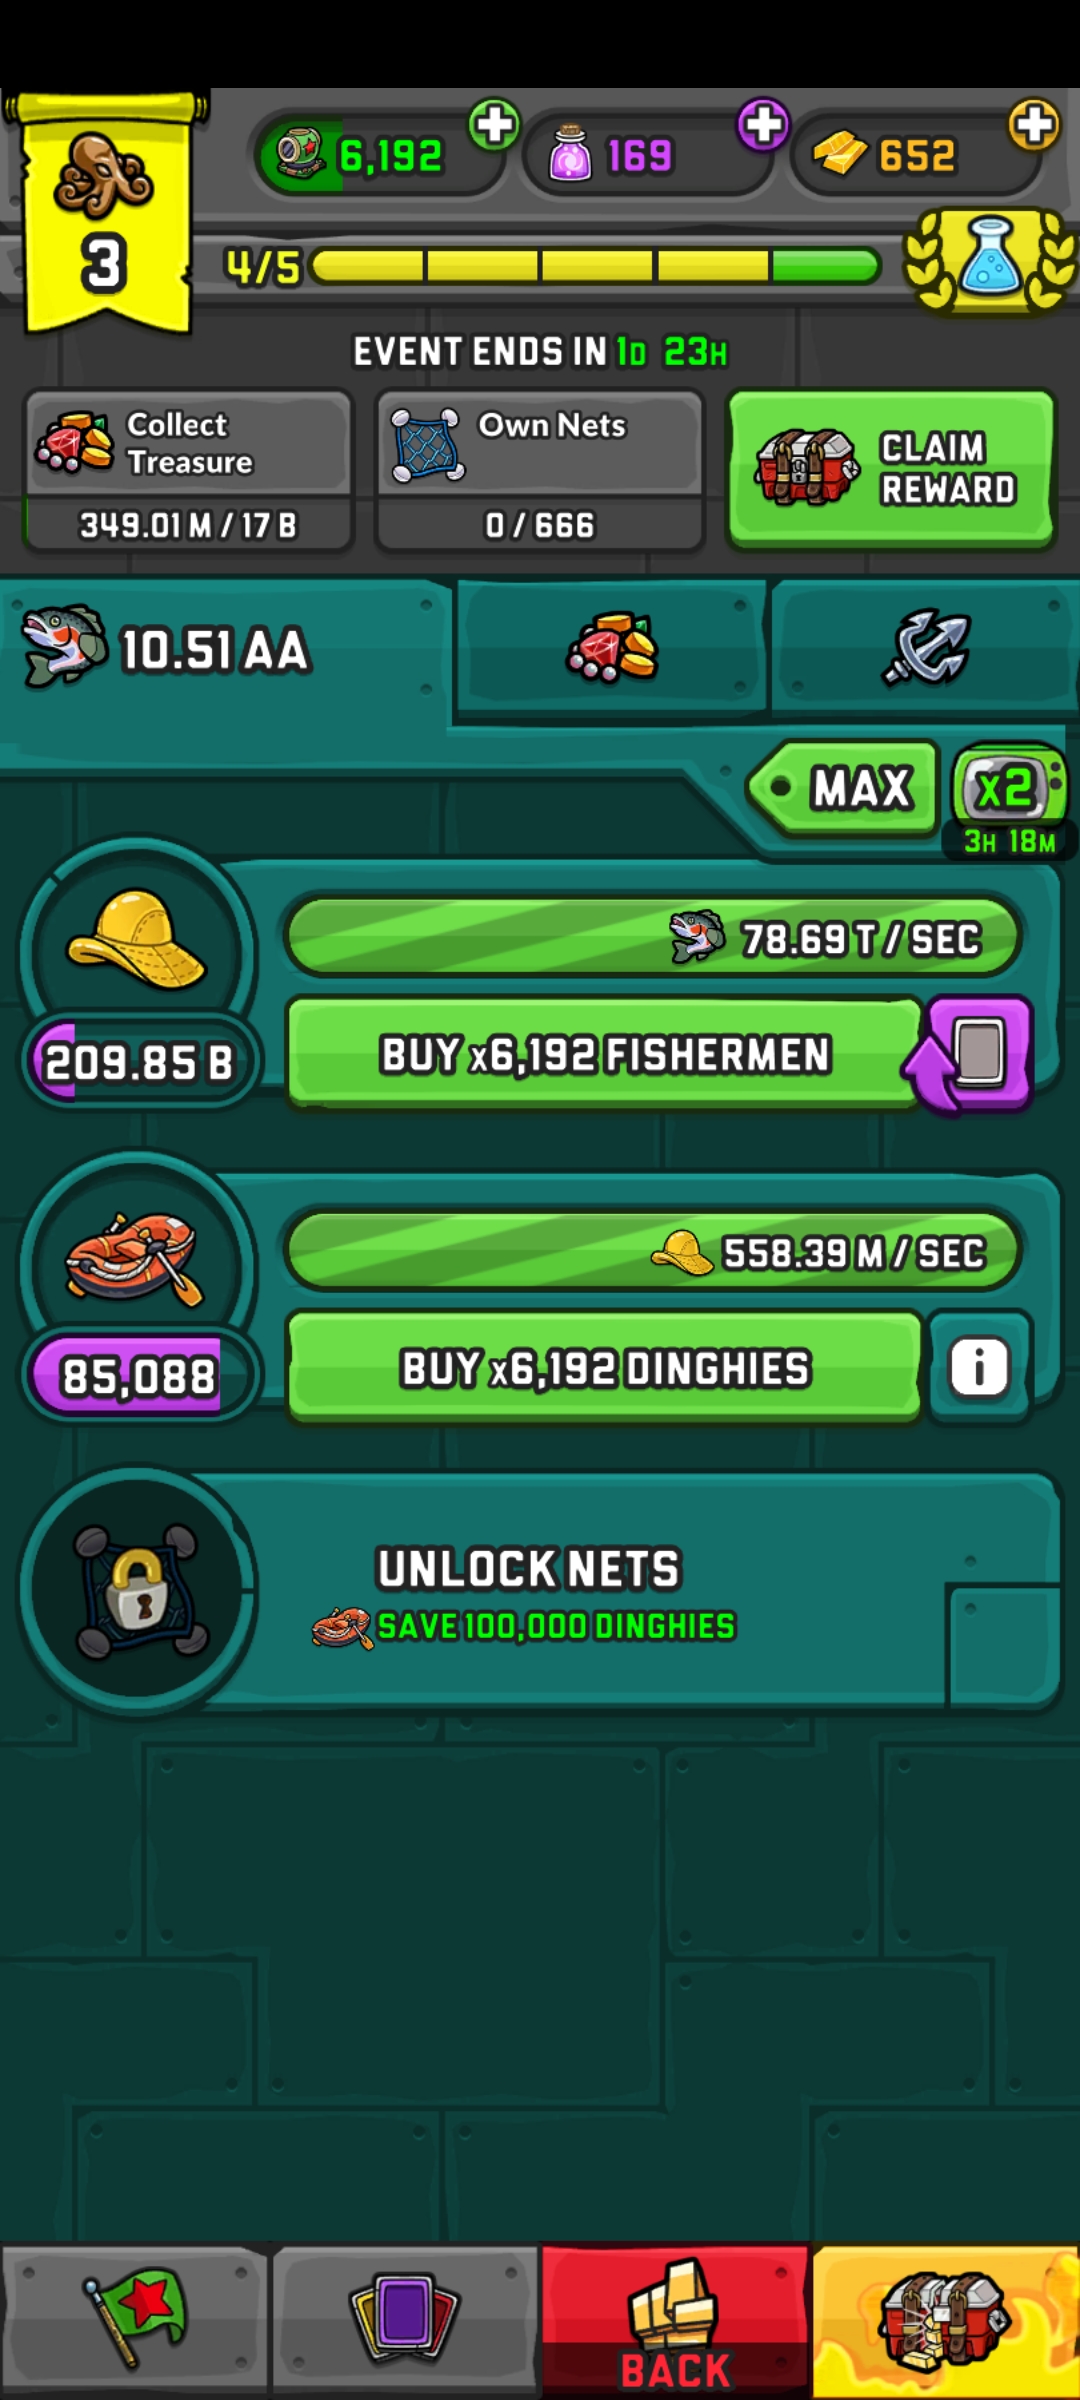 6,192
169
652
3
4/5
EVENT ENDS IN 1D 23H
Collect
Treasure
349.01 M / 17 B
Own Nets
0 / 666
CLAIM
REWARD
10.51 AA
MAX
x2
3H 18M
78.69 T / SEC
209.85 B
BUY x6,192 FISHERMEN
558.39 M / SEC
85,088
BUY x6,192 DINGHIES
i
UNLOCK NETS
SAVE 100,000 DINGHIES
BACK